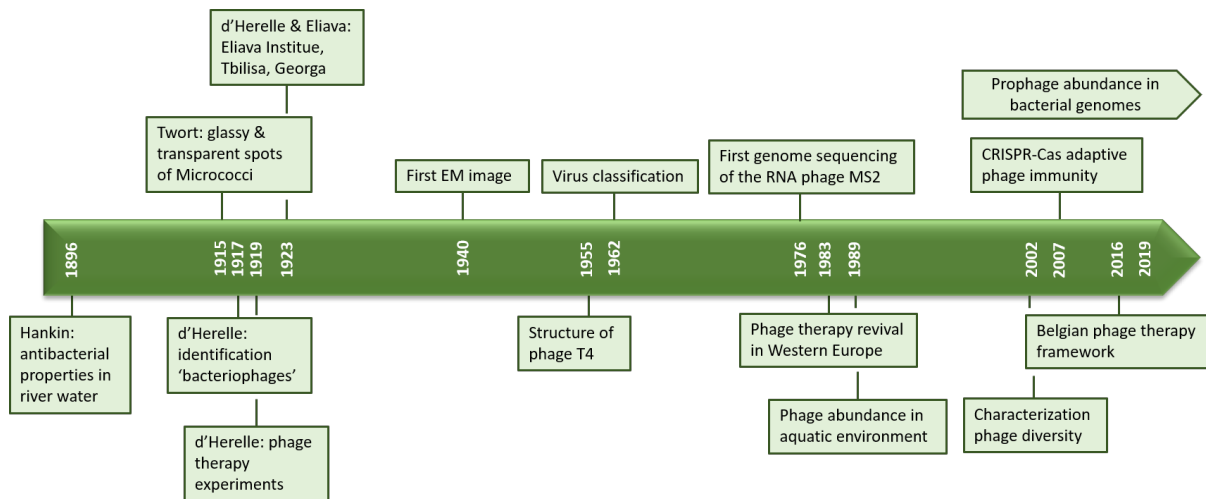 d’Herelle & Eliava:
Eliava Institue,
Tbilisa, Georga
Prophage abundance in
bacterial genomes
Twort: glassy &
transparent spots
of Micrococci
First EM image
Virus classification
First genome sequencing
of the RNA phage MS2
CRISPR-Cas adaptive
phage immunity
1896
1915
1917
1919
1923
1940
1955
1962
1976
1983
1989
2002
2007
2016
2019
Hankin:
antibacterial
properties in
river water
d’Herelle:
identification
‘bacteriophages’
Structure of
phage T4
Phage therapy revival
in Western Europe
Belgian phage therapy
framework
d’Herelle: phage
therapy
experiments
Phage abundance in
aquatic environment
Characterization
phage diversity